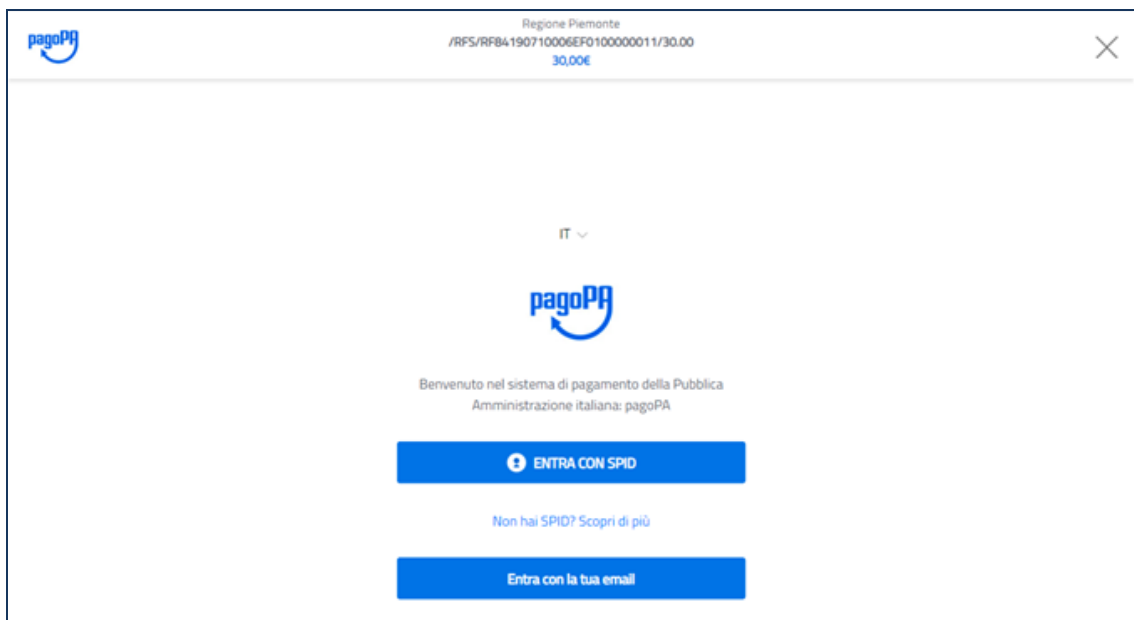 pagoPA
Regione Piemonte
/RFS/RF84190710006EF0100000011/30.00
30,00€
IT
pagoPA
Benvenuto nel sistema di pagamento della Pubblica
Amministrazione italiana: pagoPA
ENTRA CON SPID
Non hai SPID? Scopri di più
Entra con la tua email